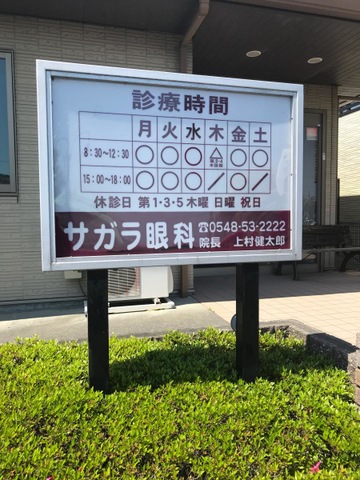 診療時間
月 火 水 木 金 土
8:30～12:30 ○ ○ ○ △ ○ ○
15:00～18:00 ○ ○ ○ ／ ○ ／
休診日 第1・3・5木曜 日曜 祝日
サガラ眼科 ☎0548-53-2222
院長 上村健太郎